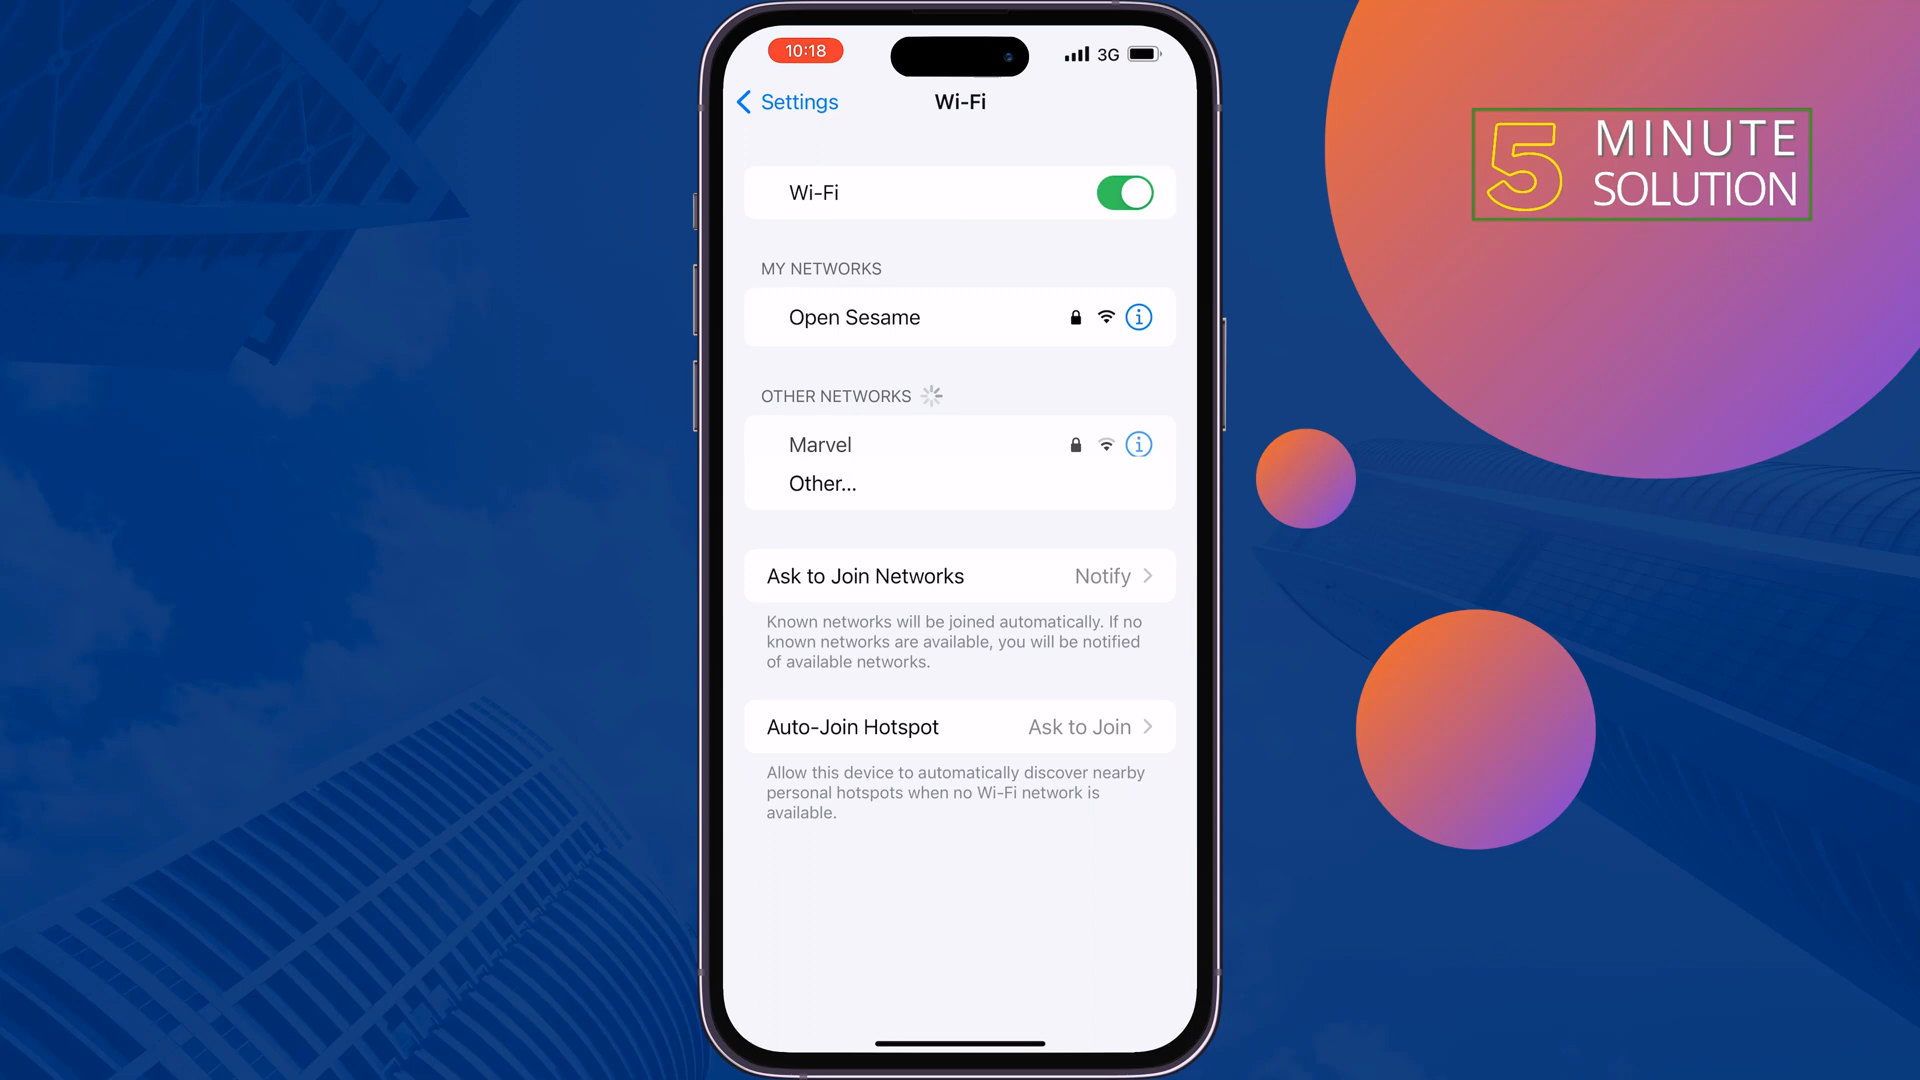 10:18
3G
Settings
Wi-Fi
Wi-Fi
MY NETWORKS
Open Sesame
OTHER NETWORKS
Marvel
Other...
Ask to Join Networks
Notify
Known networks will be joined automatically. If no
known networks are available, you will be notified
of available networks.
Auto-Join Hotspot
Ask to Join
Allow this device to automatically discover nearby
personal hotspots when no Wi-Fi network is
available.
5 MINUTE
SOLUTION